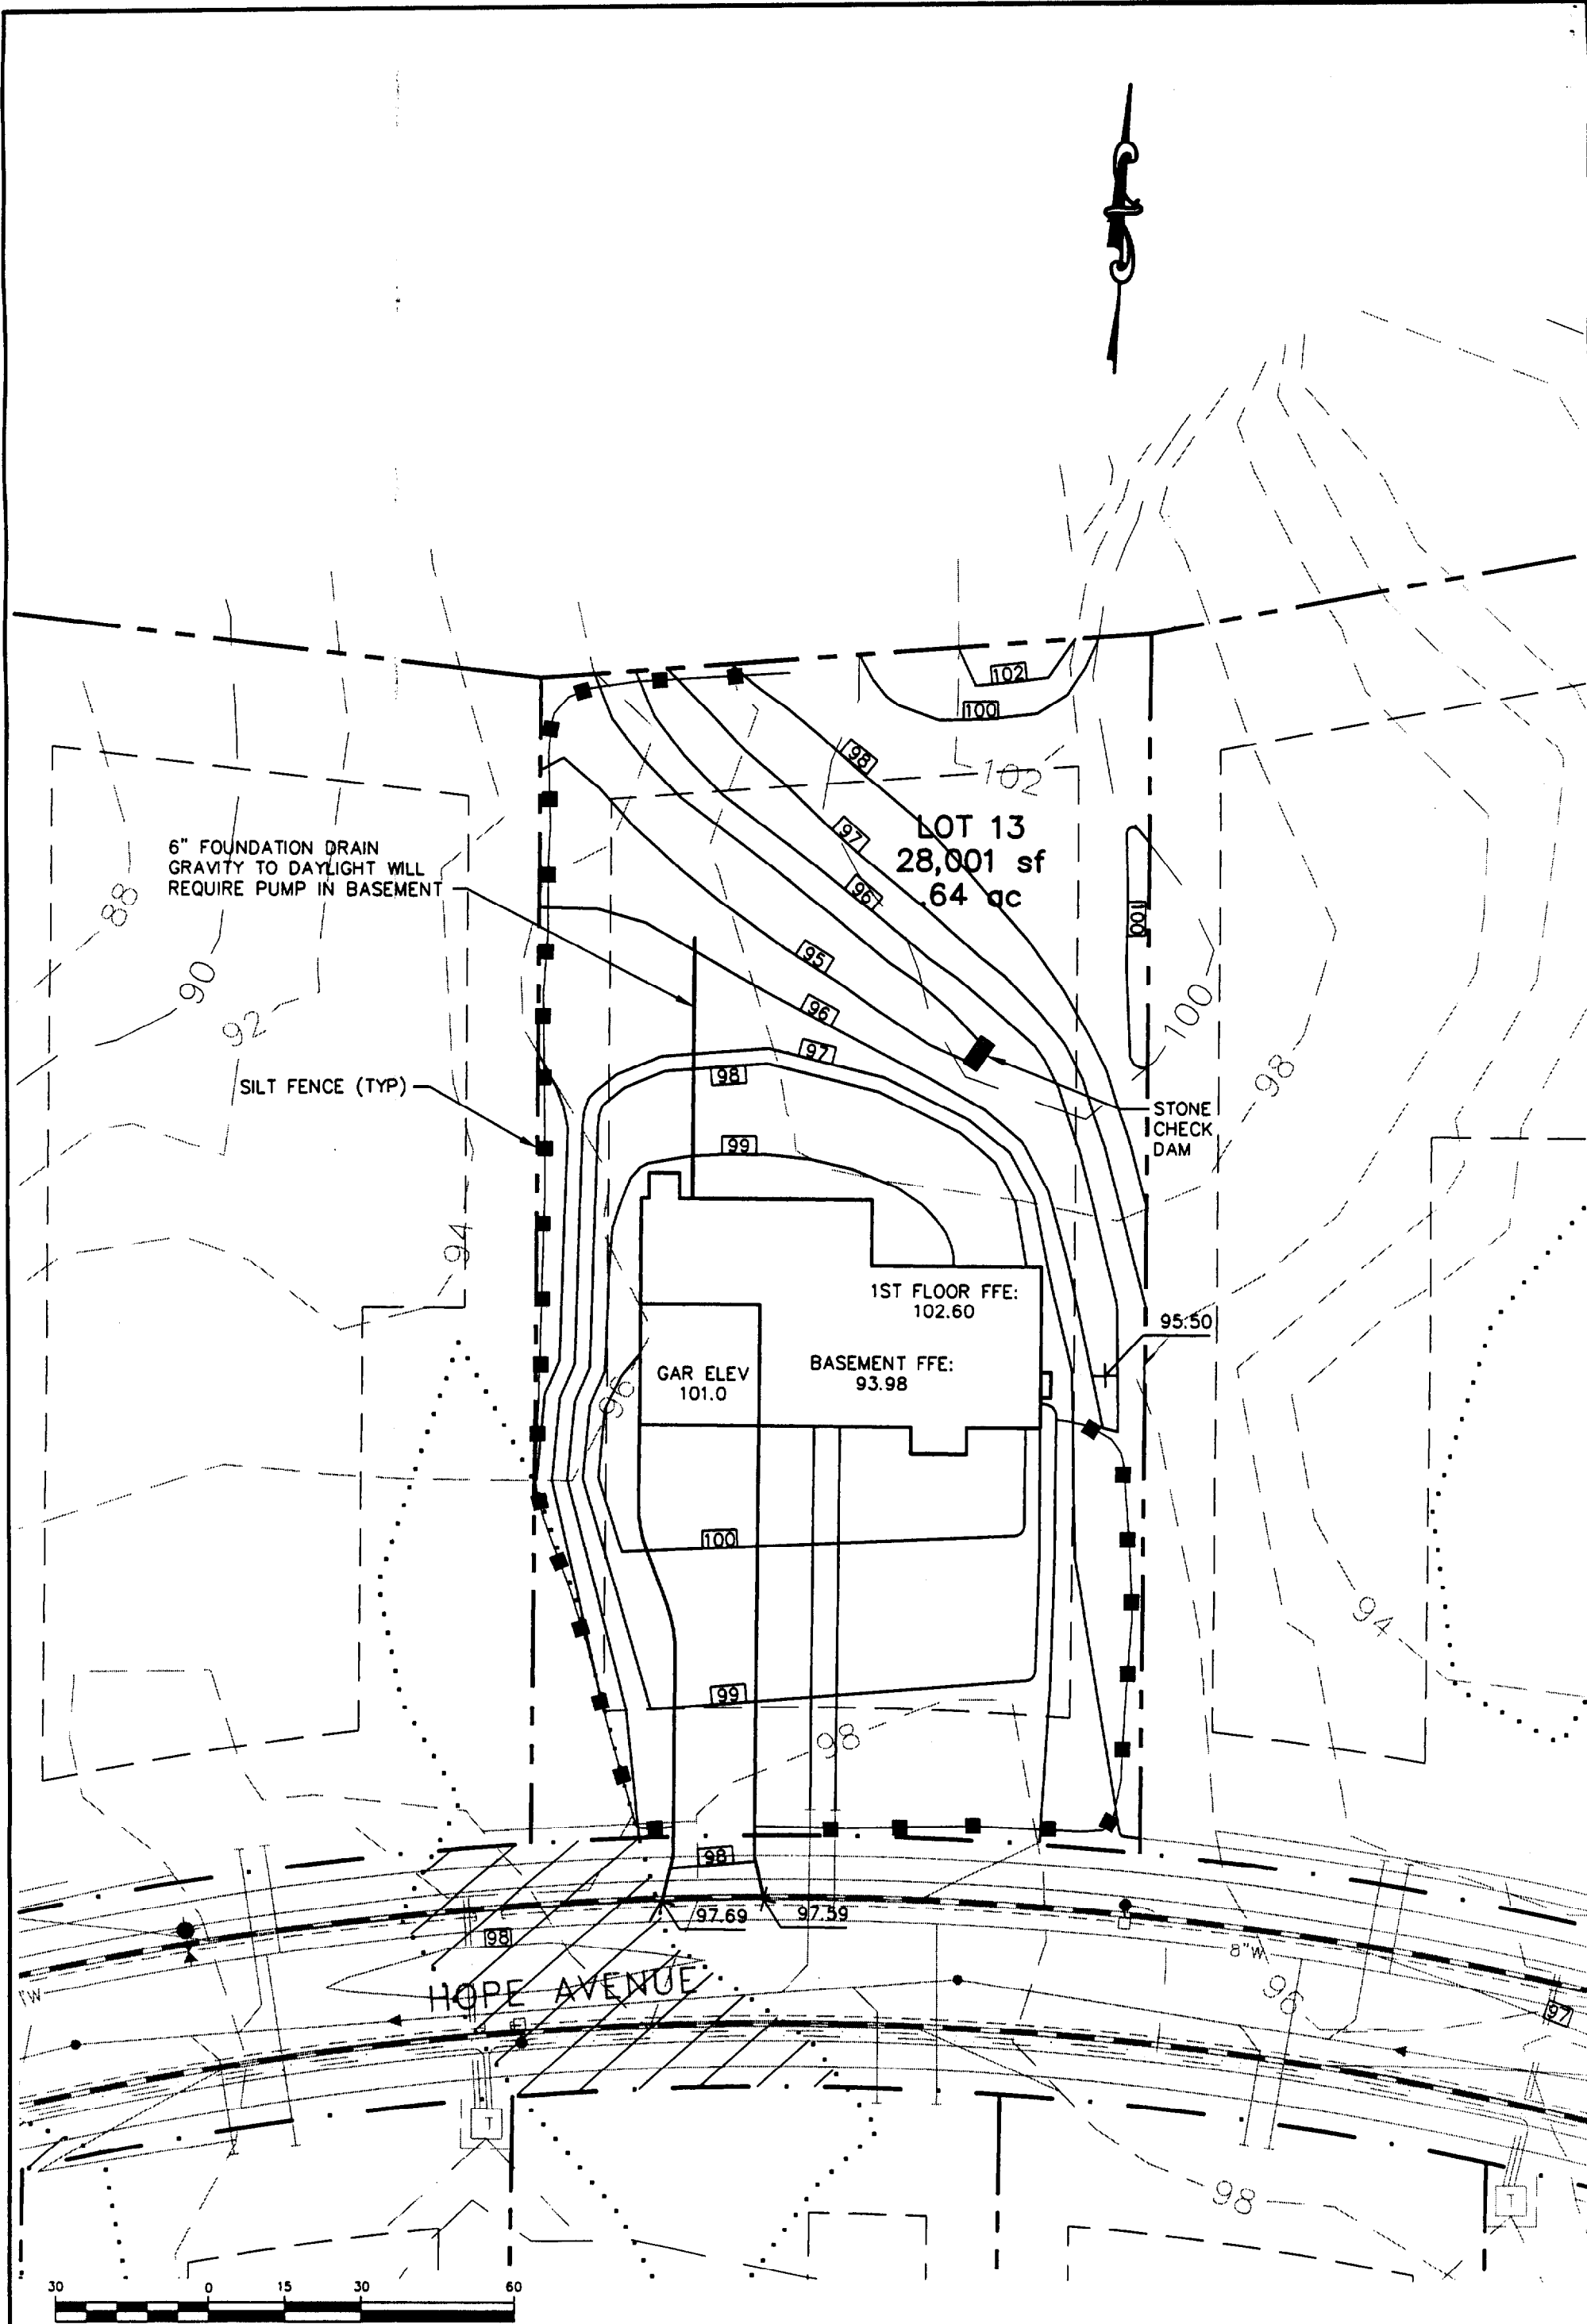 102
100
98
102
97
LOT 13
28,001 sf
.64 ac
96
6" FOUNDATION DRAIN
GRAVITY TO DAYLIGHT WILL
REQUIRE PUMP IN BASEMENT
88
100
95
90
96
100
92
97
98
98
SILT FENCE (TYP)
STONE
CHECK
DAM
99
94
1ST FLOOR FFE:
102.60
95.50
BASEMENT FFE:
93.98
GAR ELEV
101.0
96
100
94
99
98
98
97.69
97.59
98
8"W
HOPE AVENUE
"W
96
97
T
98
T
30 0 15 30 60